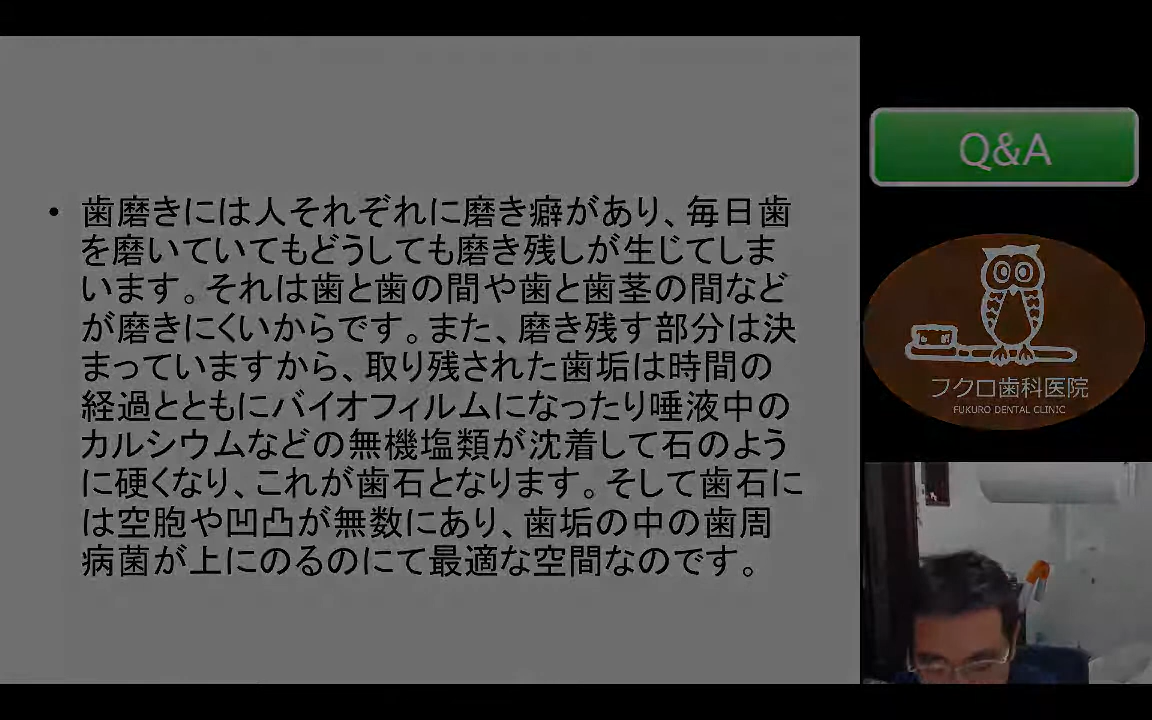 • 歯磨きには人それぞれに磨き癖があり、毎日歯
を磨いていてもどうしても磨き残しが生じてしま
います。それは歯と歯の間や歯と歯茎の間など
が磨きにくいからです。また、磨き残す部分は決
まっていますから、取り残された歯垢は時間の
経過とともにバイオフィルムになったり唾液中の
カルシウムなどの無機塩類が沈着して石のよう
に硬くなり、これが歯石となります。そして歯石に
は空胞や凹凸が無数にあり、歯垢の中の歯周
病菌が上にのるのにて最適な空間なのです。
Q&A
フクロ歯科医院
FUKURO DENTAL CLINIC